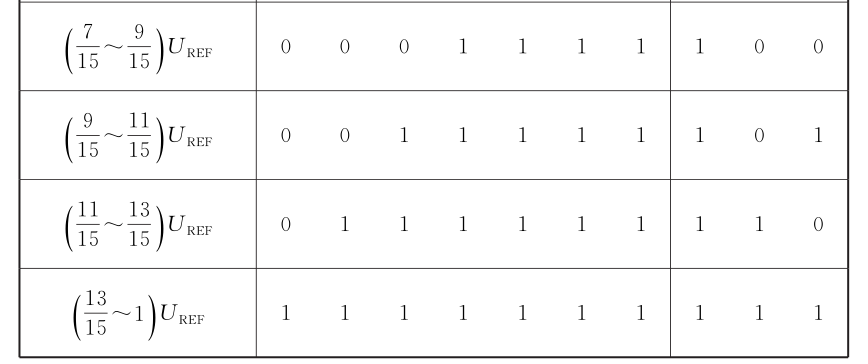 (7/15～9/15)U_REF 0 0 0 1 1 1 1 1 0 0
(9/15～11/15)U_REF 0 0 1 1 1 1 1 1 0 1
(11/15～13/15)U_REF 0 1 1 1 1 1 1 1 1 0
(13/15～1)U_REF 1 1 1 1 1 1 1 1 1 1